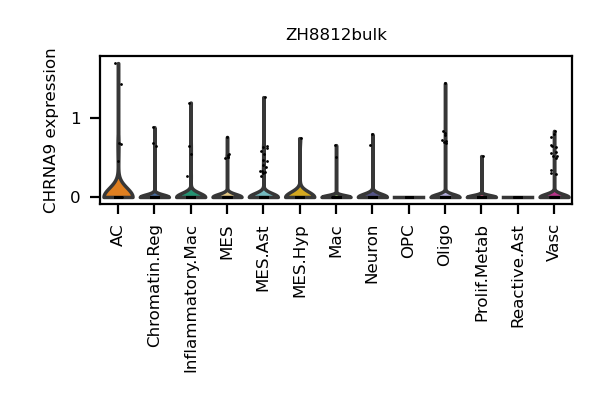 ZH8812bulk
CHRNA9 expression
1
0
AC
Chromatin.Reg
Inflammatory.Mac
MES
MES.Ast
MES.Hyp
Mac
Neuron
OPC
Oligo
Prolif.Metab
Reactive.Ast
Vasc